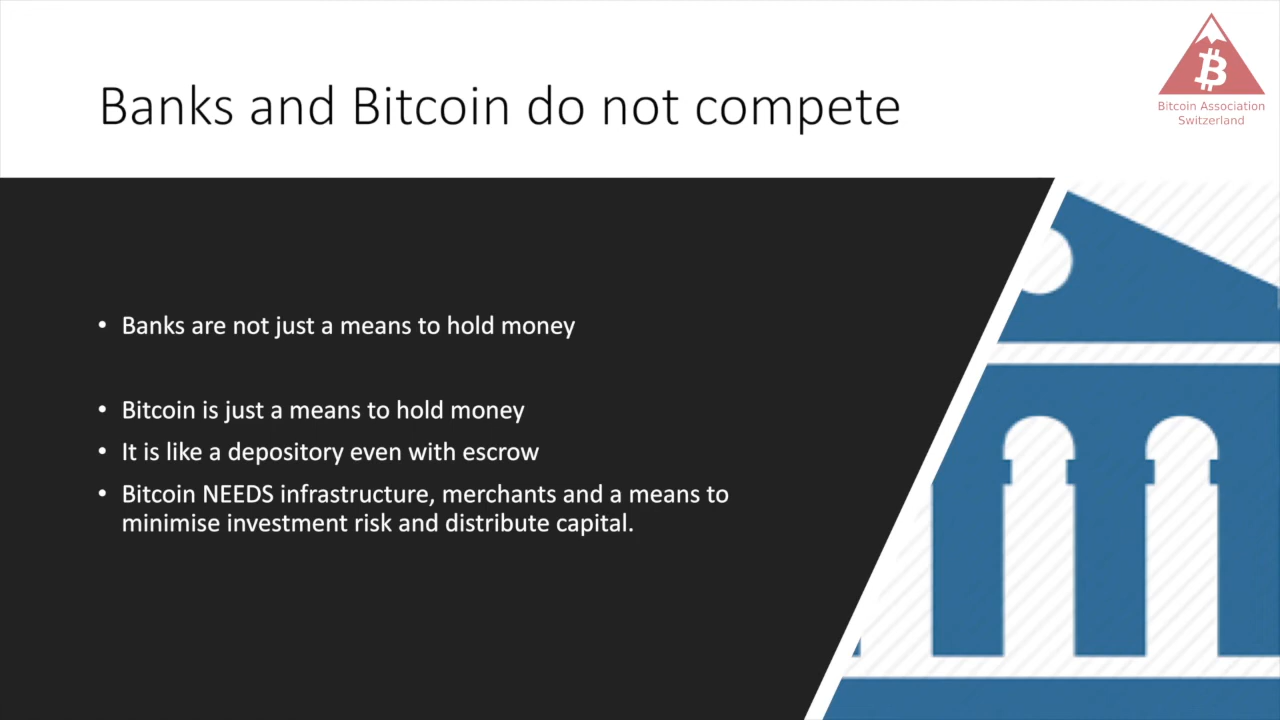 Banks and Bitcoin do not compete
Bitcoin Association
Switzerland
• Banks are not just a means to hold money
• Bitcoin is just a means to hold money
• It is like a depository even with escrow
• Bitcoin NEEDS infrastructure, merchants and a means to
minimise investment risk and distribute capital.